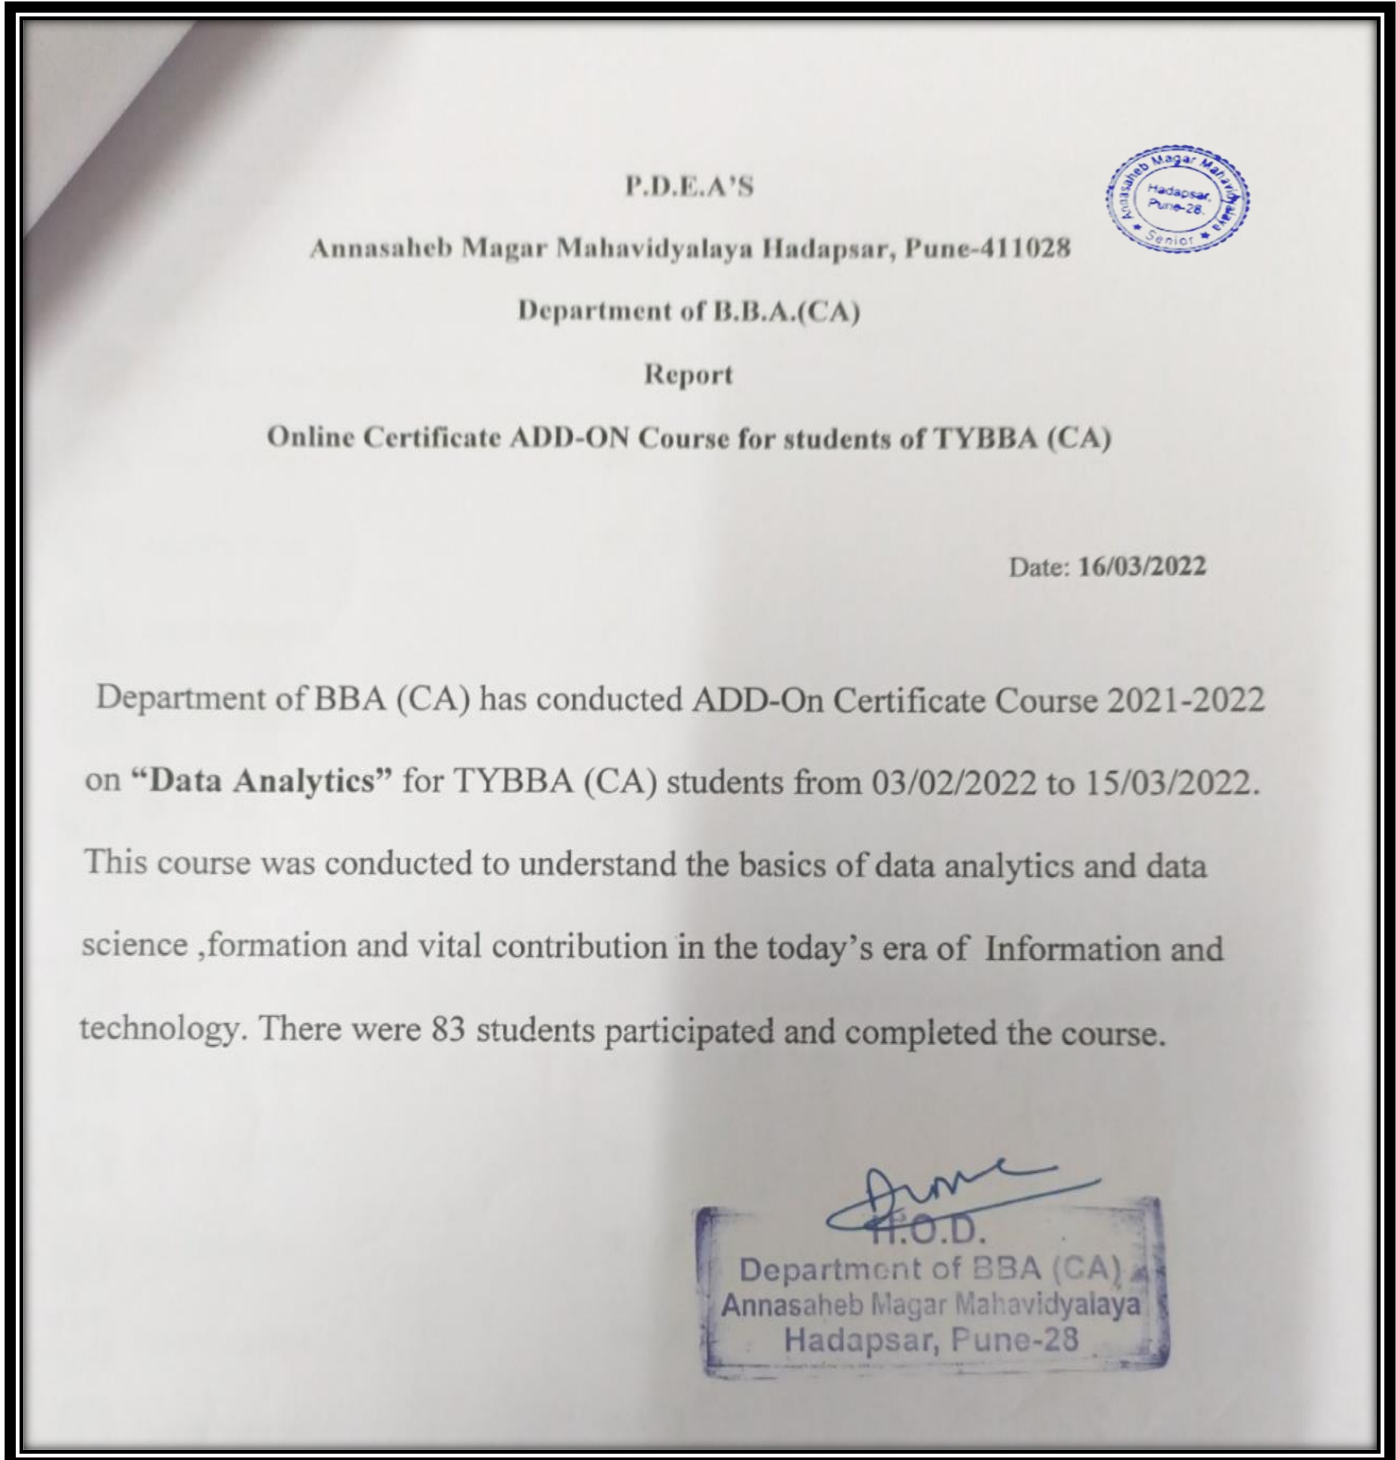 P.D.E.A'S
Annasaheb Magar Mahavidyalaya
Hadapsar,
Pune-28.
★ Senior ★
Annasaheb Magar Mahavidyalaya Hadapsar, Pune-411028
Department of B.B.A.(CA)
Report
Online Certificate ADD-ON Course for students of TYBBA (CA)
Date: 16/03/2022
Department of BBA (CA) has conducted ADD-On Certificate Course 2021-2022
on “Data Analytics” for TYBBA (CA) students from 03/02/2022 to 15/03/2022.
This course was conducted to understand the basics of data analytics and data
science ,formation and vital contribution in the today’s era of Information and
technology. There were 83 students participated and completed the course.
H.O.D.
Department of BBA (CA)
Annasaheb Magar Mahavidyalaya
Hadapsar, Pune-28